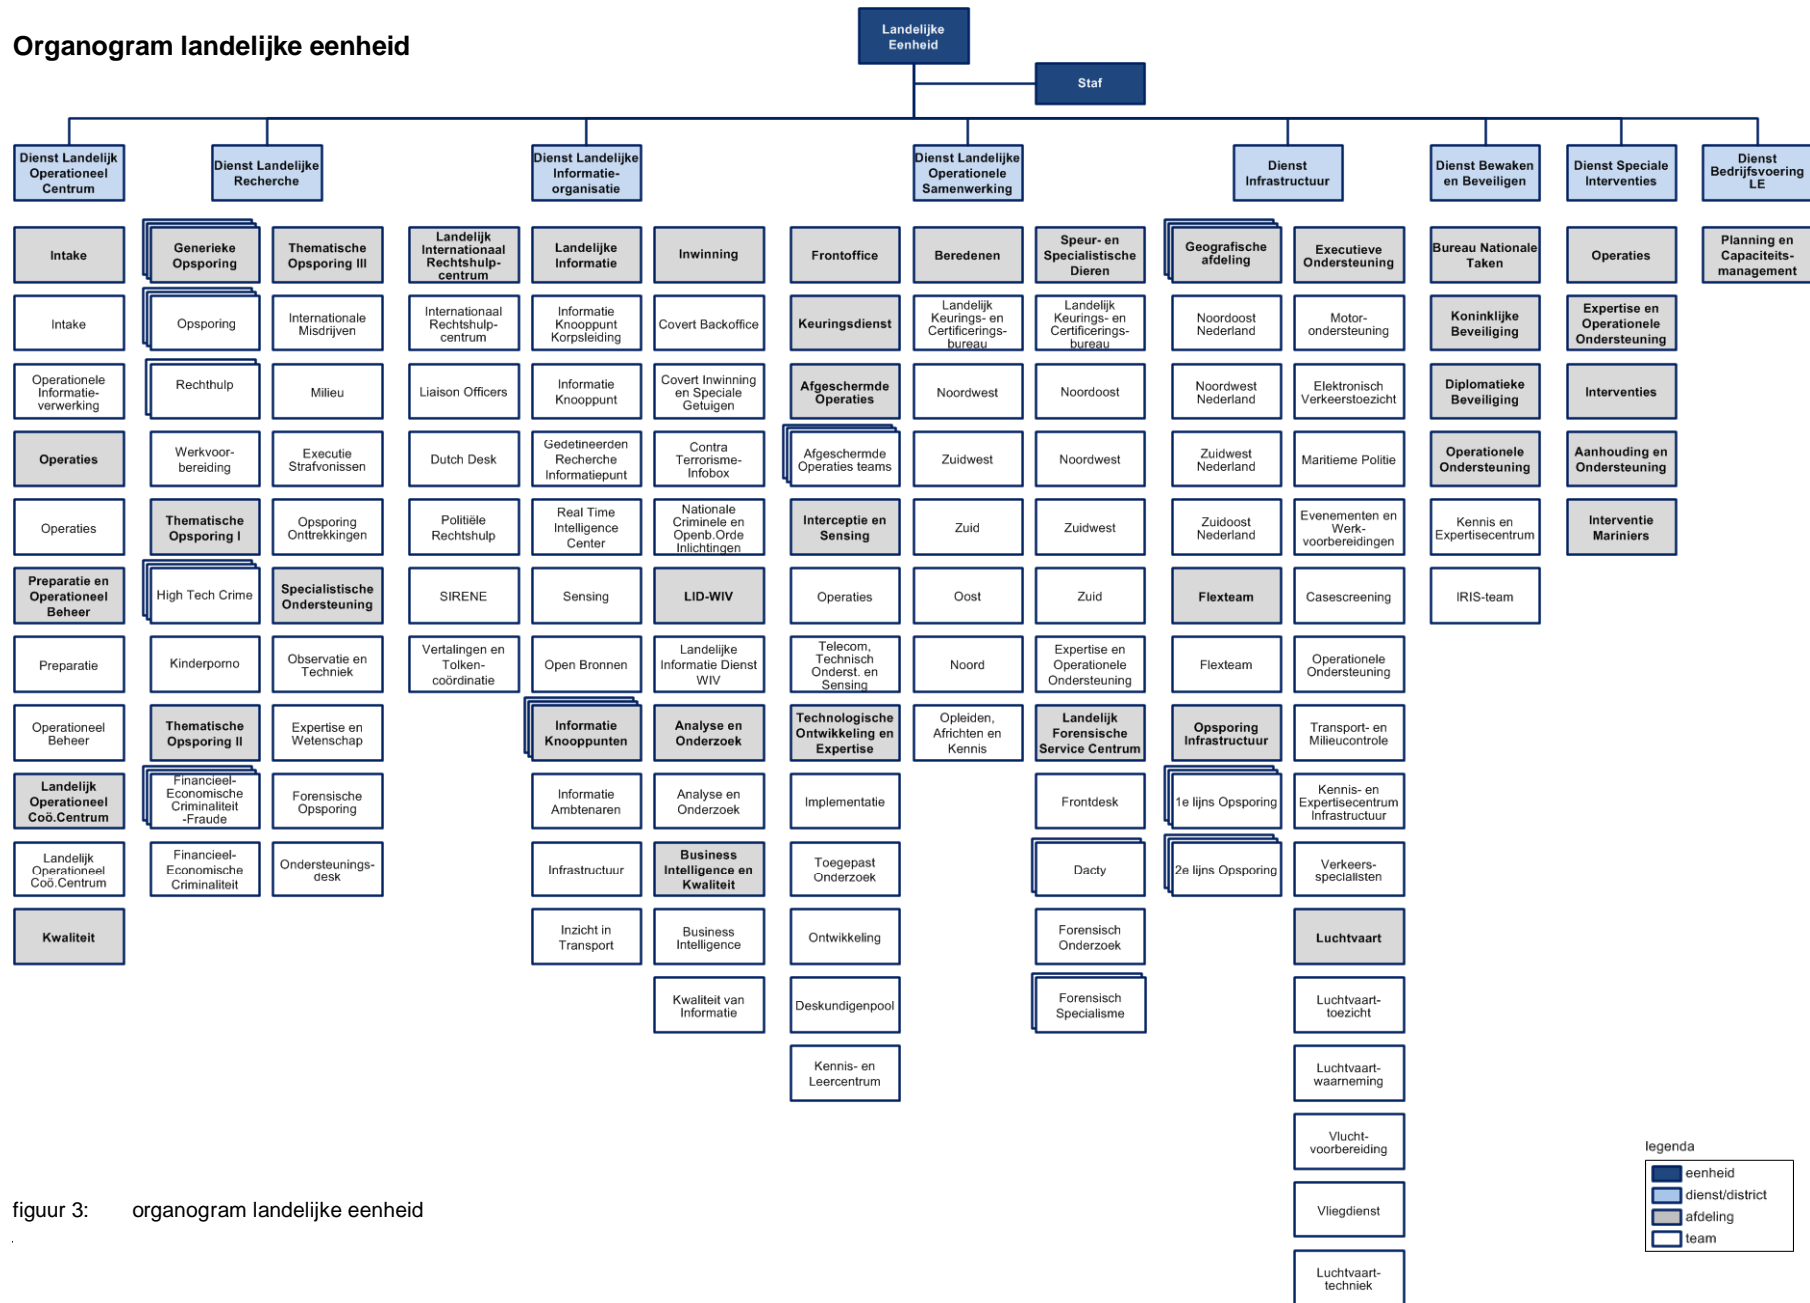 Organogram landelijke eenheid
Landelijke
Eenheid
Staf
Dienst Landelijk
Operationeel
Centrum
Dienst Landelijke
Recherche
Dienst Landelijke
Informatie-
organisatie
Dienst Landelijke
Operationele
Samenwerking
Dienst
Infrastructuur
Dienst Bewaken
en Beveiligen
Dienst Speciale
Interventies
Dienst
Bedrijfsvoering
LE
Intake
Intake
Operationele
Informatie-
verwerking
Operaties
Operaties
Preparatie en
Operationeel
Beheer
Preparatie
Operationeel
Beheer
Landelijk
Operationeel
Coö.Centrum
Landelijk
Operationeel
Coö.Centrum
Kwaliteit
Generieke
Opsporing
Opsporing
Rechthulp
Werkvoor-
bereiding
Thematische
Opsporing I
High Tech Crime
Kinderporno
Thematische
Opsporing II
Financieel-
Economische
Criminaliteit
-Fraude
Financieel-
Economische
Criminaliteit
Thematische
Opsporing III
Internationale
Misdrijven
Milieu
Executie
Strafvonissen
Opsporing
Onttrekkingen
Specialistische
Ondersteuning
Observatie en
Techniek
Expertise en
Wetenschap
Forensische
Opsporing
Ondersteunings-
desk
Landelijk
Internationaal
Rechtshulp-
centrum
Internationaal
Rechtshulp-
centrum
Liaison Officers
Dutch Desk
Politiële
Rechtshulp
SIRENE
Vertalingen en
Tolken-
coördinatie
Landelijke
Informatie
Informatie
Knooppunt
Korpsleiding
Informatie
Knooppunt
Gedetineerden
Recherche
Informatiepunt
Real Time
Intelligence
Center
Sensing
Open Bronnen
Informatie
Knooppunten
Informatie
Ambtenaren
Infrastructuur
Inzicht in
Transport
Inwinning
Covert Backoffice
Covert Inwinning
en Speciale
Getuigen
Contra
Terrorisme-
Infobox
Nationale
Criminele en
Openb.Orde
Inlichtingen
LID-WIV
Landelijke
Informatie Dienst
WIV
Analyse en
Onderzoek
Analyse en
Onderzoek
Business
Intelligence en
Kwaliteit
Business
Intelligence
Kwaliteit van
Informatie
Frontoffice
Keuringsdienst
Afgeschermde
Operaties
Afgeschermde
Operaties teams
Interceptie en
Sensing
Operaties
Telecom,
Technisch
Onderst. en
Sensing
Technologische
Ontwikkeling en
Expertise
Implementatie
Toegepast
Onderzoek
Ontwikkeling
Deskundigenpool
Kennis- en
Leercentrum
Beredenen
Landelijk
Keurings- en
Certificerings-
bureau
Noordwest
Zuidwest
Zuid
Oost
Noord
Opleiden,
Africhten en
Kennis
Speur- en
Specialistische
Dieren
Landelijk
Keurings- en
Certificerings-
bureau
Noordoost
Noordwest
Zuidwest
Zuid
Expertise en
Operationele
Ondersteuning
Landelijk
Forensische
Service Centrum
Frontdesk
Dacty
Forensisch
Onderzoek
Forensisch
Specialisme
Geografische
afdeling
Noordoost
Nederland
Noordwest
Nederland
Zuidwest
Nederland
Zuidoost
Nederland
Flexteam
Flexteam
Opsporing
Infrastructuur
1e lijns Opsporing
2e lijns Opsporing
Executieve
Ondersteuning
Motor-
ondersteuning
Elektronisch
Verkeerstoezicht
Maritieme Politie
Evenementen en
Werk-
voorbereidingen
Casescreening
Operationele
Ondersteuning
Transport- en
Milieucontrole
Kennis- en
Expertisecentrum
Infrastructuur
Verkeers-
specialisten
Luchtvaart
Luchtvaart-
toezicht
Luchtvaart-
waarneming
Vlucht-
voorbereiding
Vliegdienst
Luchtvaart-
techniek
Bureau Nationale
Taken
Koninklijke
Beveiliging
Diplomatieke
Beveiliging
Operationele
Ondersteuning
Kennis en
Expertisecentrum
IRIS-team
Operaties
Expertise en
Operationele
Ondersteuning
Interventies
Aanhouding en
Ondersteuning
Interventie
Mariniers
Planning en
Capaciteits-
management
legenda
eenheid
dienst/district
afdeling
team
figuur 3: organogram landelijke eenheid